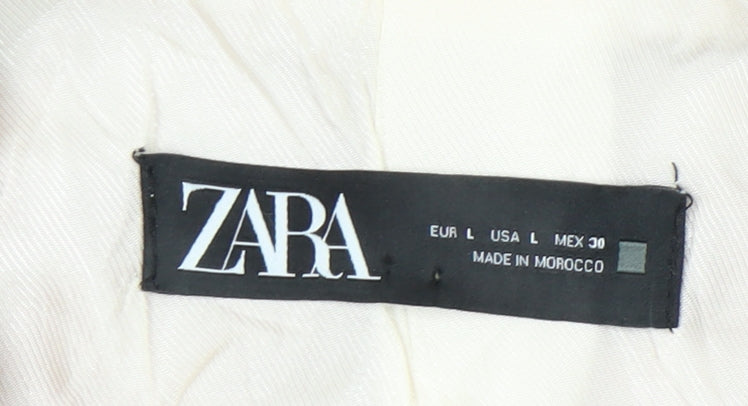 ZARA
EUR L USA L MEX 30
MADE IN MOROCCO